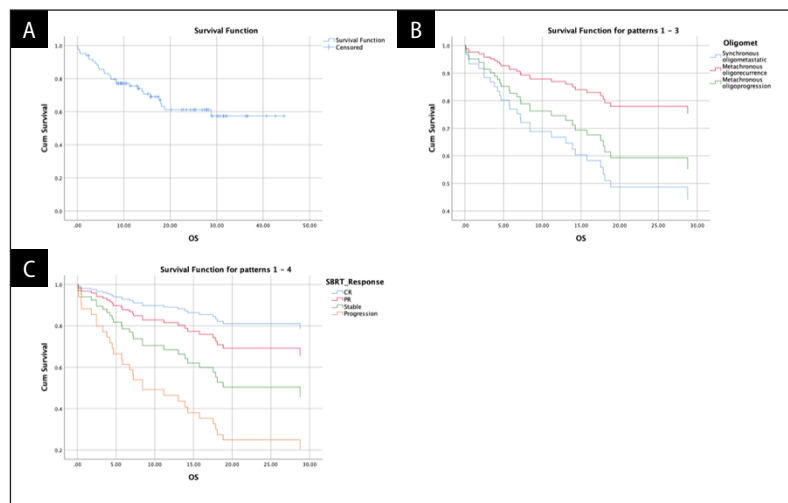 A
Survival Function
Survival Function
Censored
Cum Survival
1.0
0.8
0.6
0.4
0.2
0.0
.00
10.00
20.00
30.00
40.00
50.00
OS
B
Survival Function for patterns 1 - 3
Oligomet
Synchronous
oligometastatic
Metachronous
oligorecurrence
Metachronous
oligoprogression
Cum Survival
1.0
0.9
0.8
0.7
0.6
0.5
0.4
.00
5.00
10.00
15.00
20.00
25.00
30.00
OS
C
Survival Function for patterns 1 - 4
SBRT_Response
CR
PR
Stable
Progression
Cum Survival
1.0
0.8
0.6
0.4
0.2
.00
5.00
10.00
15.00
20.00
25.00
30.00
OS